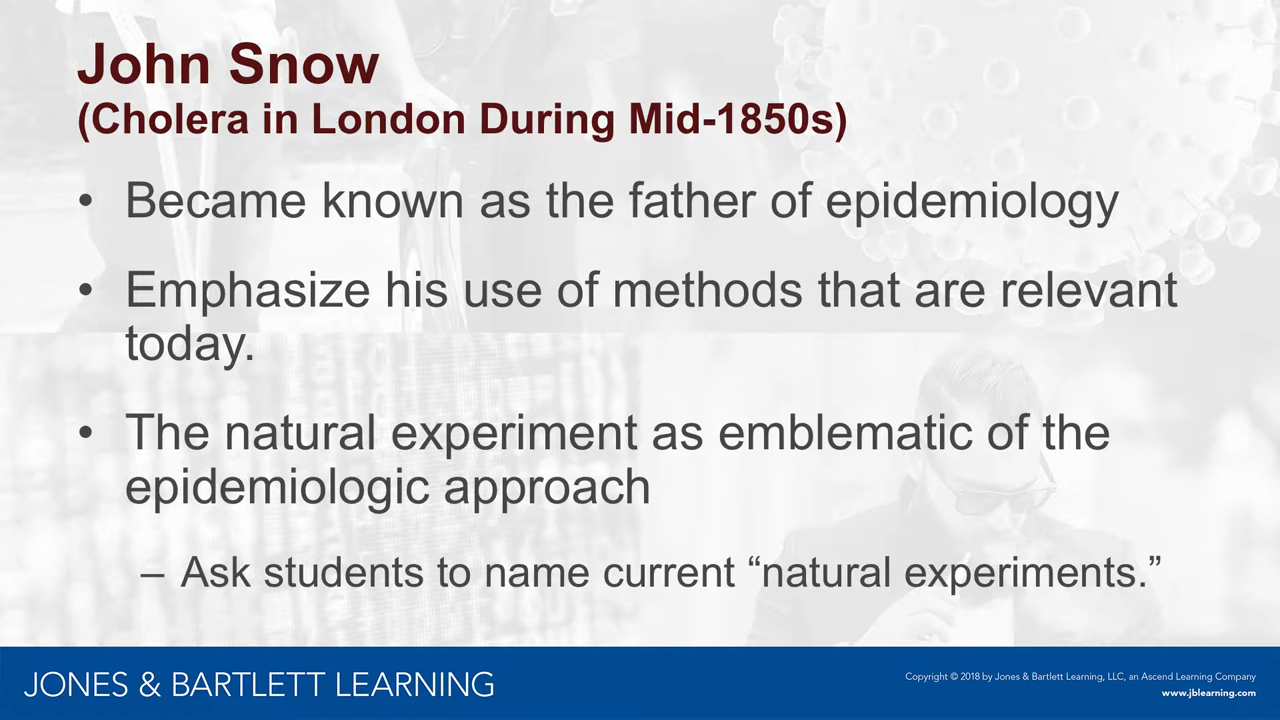 John Snow
(Cholera in London During Mid-1850s)
• Became known as the father of epidemiology
• Emphasize his use of methods that are relevant
today.
• The natural experiment as emblematic of the
epidemiologic approach
– Ask students to name current “natural experiments.”
JONES & BARTLETT LEARNING
Copyright © 2018 by Jones & Bartlett Learning, LLC, an Ascend Learning Company
www.jblearning.com